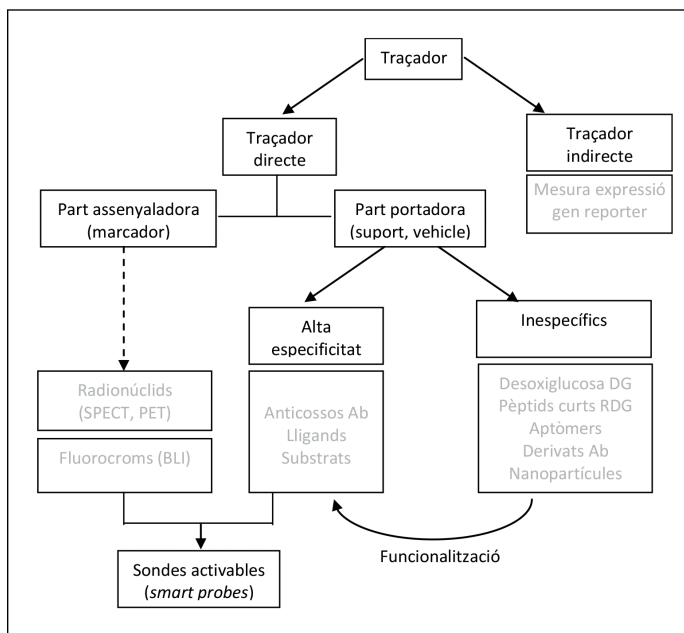 Traçador
Traçador
directe
Traçador
indirecte
Mesura expressió
gen reporter
Part assenyaladora
(marcador)
Part portadora
(suport, vehicle)
Alta
especificitat
Inespecífics
Radionúclids
(SPECT, PET)
Fluorocroms (BLI)
Anticossos Ab
Lligands
Substrats
Desoxiglucosa DG
Pèptids curts RDG
Aptòmers
Derivats Ab
Nanopartícules
Funcionalització
Sondes activables
(smart probes)